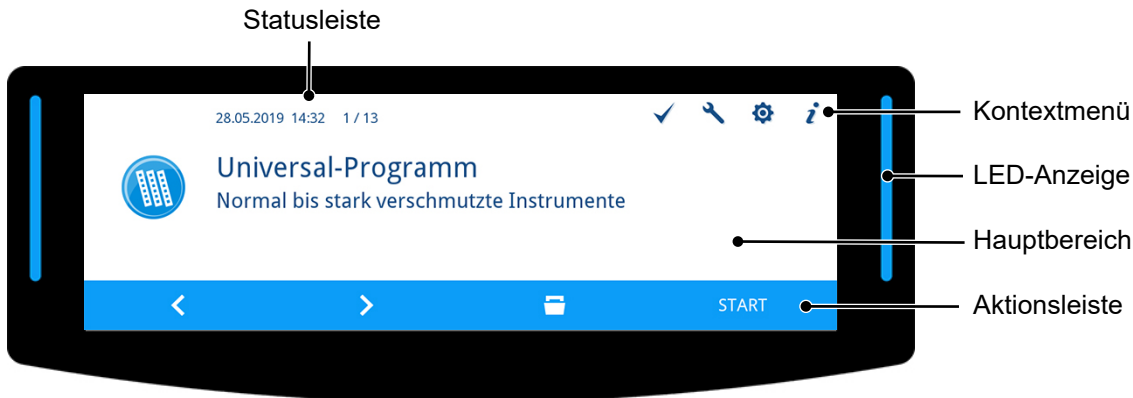 Statusleiste
28.05.2019 14:32 1 / 13
Kontextmenü
Universal-Programm
LED-Anzeige
Normal bis stark verschmutzte Instrumente
Hauptbereich
START
Aktionsleiste